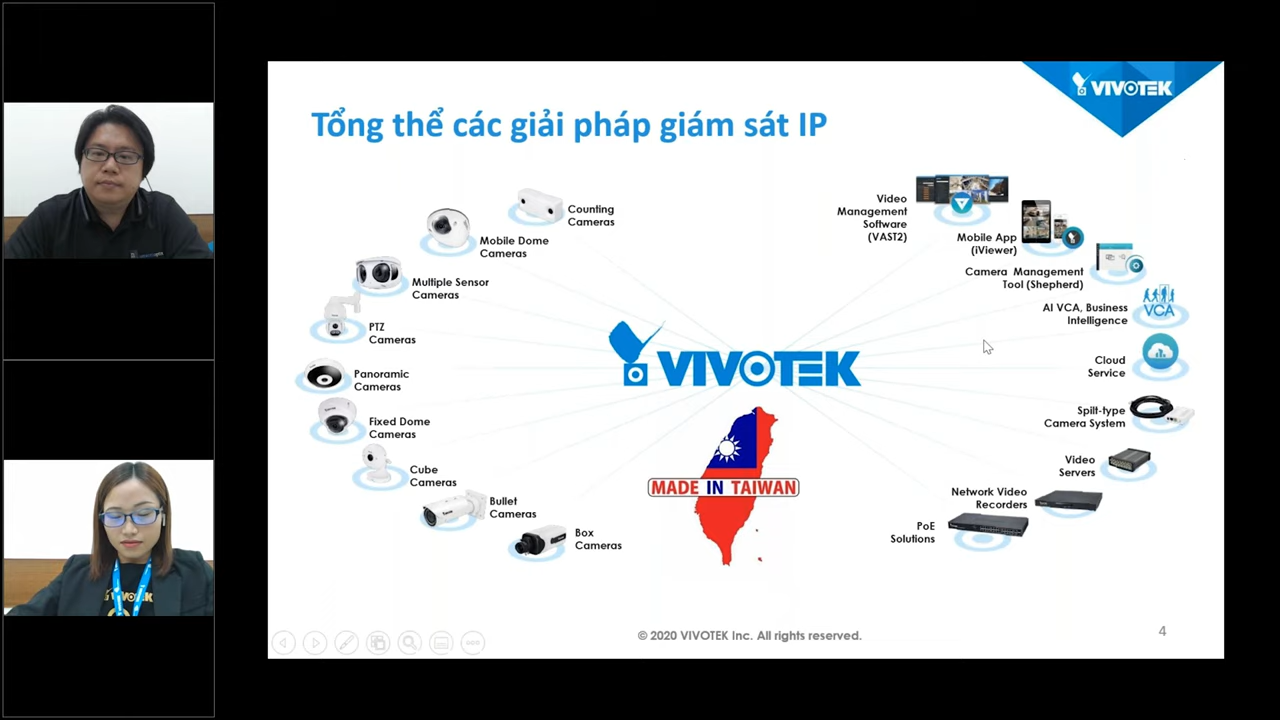 VIVOTEK
Tổng thể các giải pháp giám sát IP
Counting
Cameras
Mobile Dome
Cameras
Multiple Sensor
Cameras
PTZ
Cameras
Panoramic
Cameras
Fixed Dome
Cameras
Cube
Cameras
Bullet
Cameras
Box
Cameras
VIVOTEK
MADE IN TAIWAN
Video
Management
Software
(VAST2)
Mobile App
(iViewer)
Camera Management
Tool (Shepherd)
AI VCA, Business
Intelligence
VCA
Cloud
Service
Spilt-type
Camera System
Video
Servers
Network Video
Recorders
PoE
Solutions
© 2020 VIVOTEK Inc. All rights reserved.
4
VIVOTEK